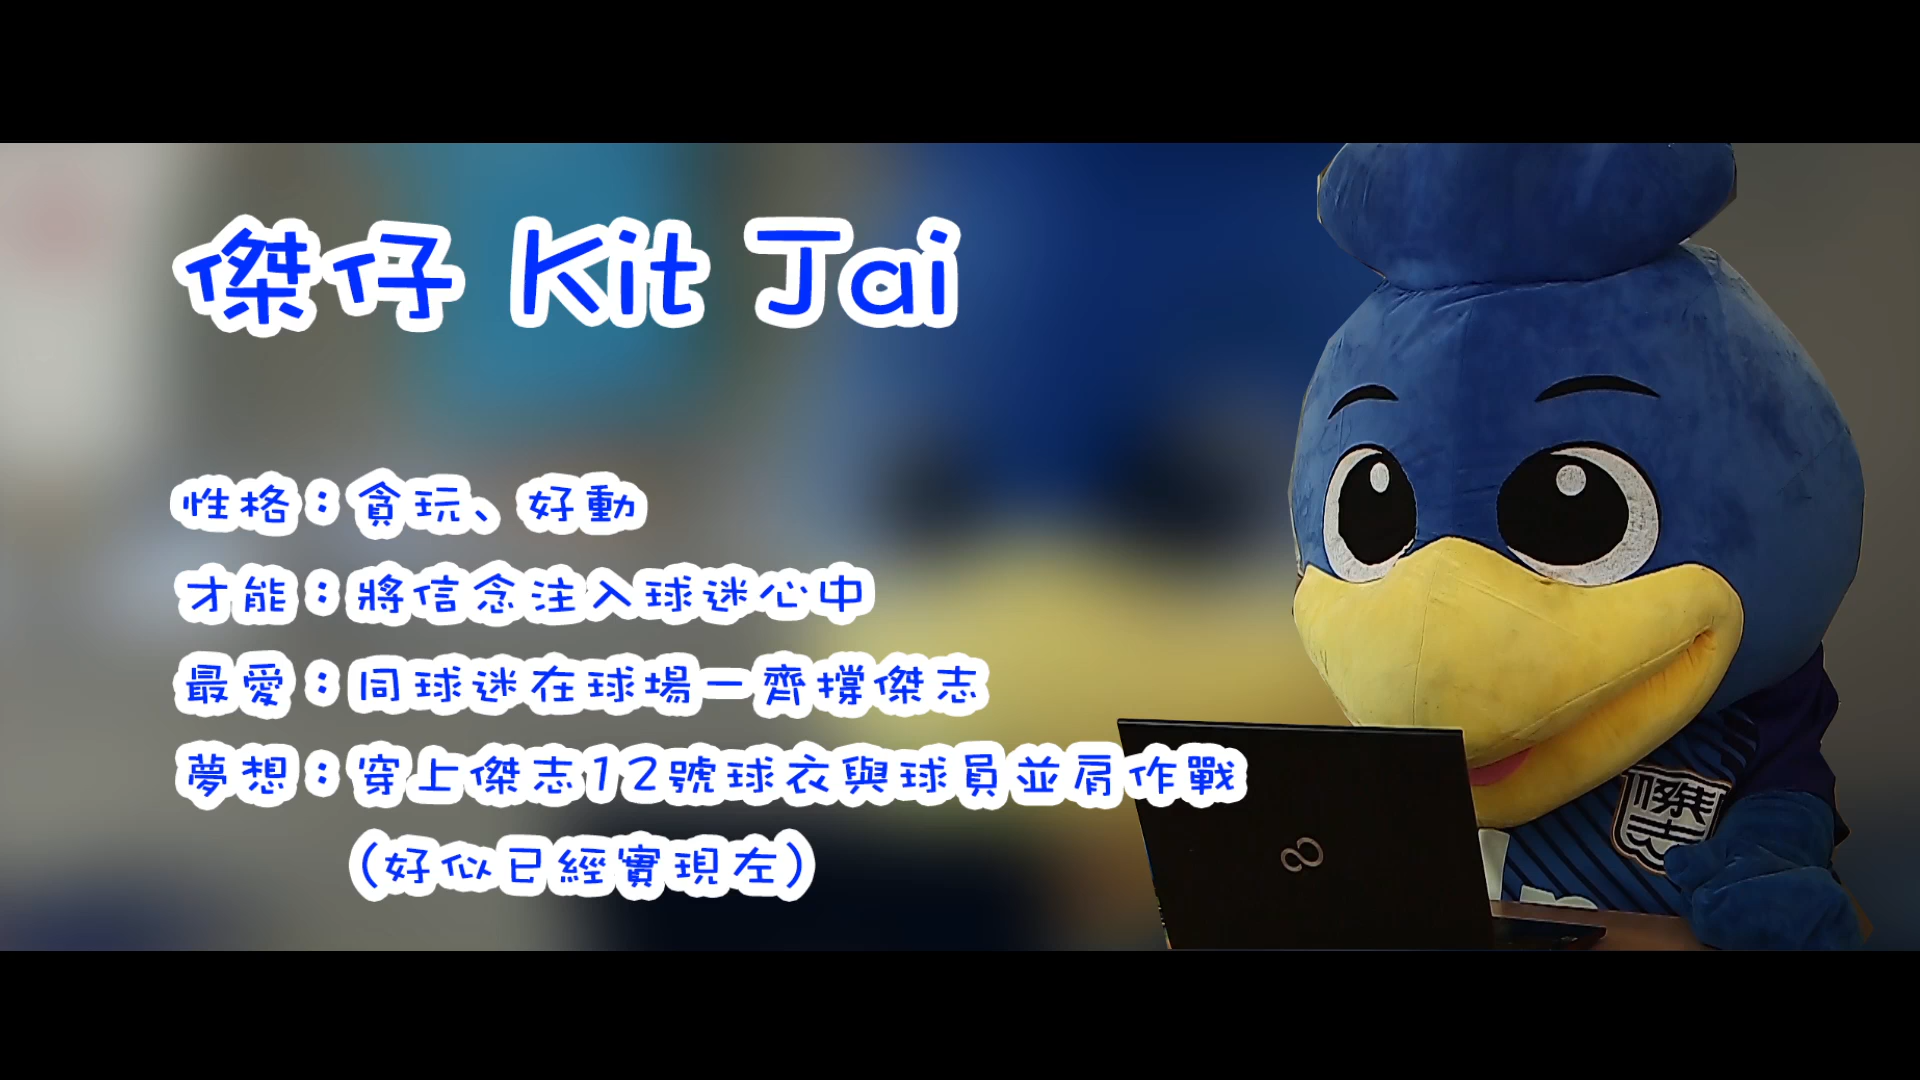 傑仔 Kit Jai
性格：貪玩、好動
才能：將信念注入球迷心中
最愛：同球迷在球場一齊撐傑志
夢想：穿上傑志12號球衣與球員並肩作戰
(好似已經實現左)
傑志